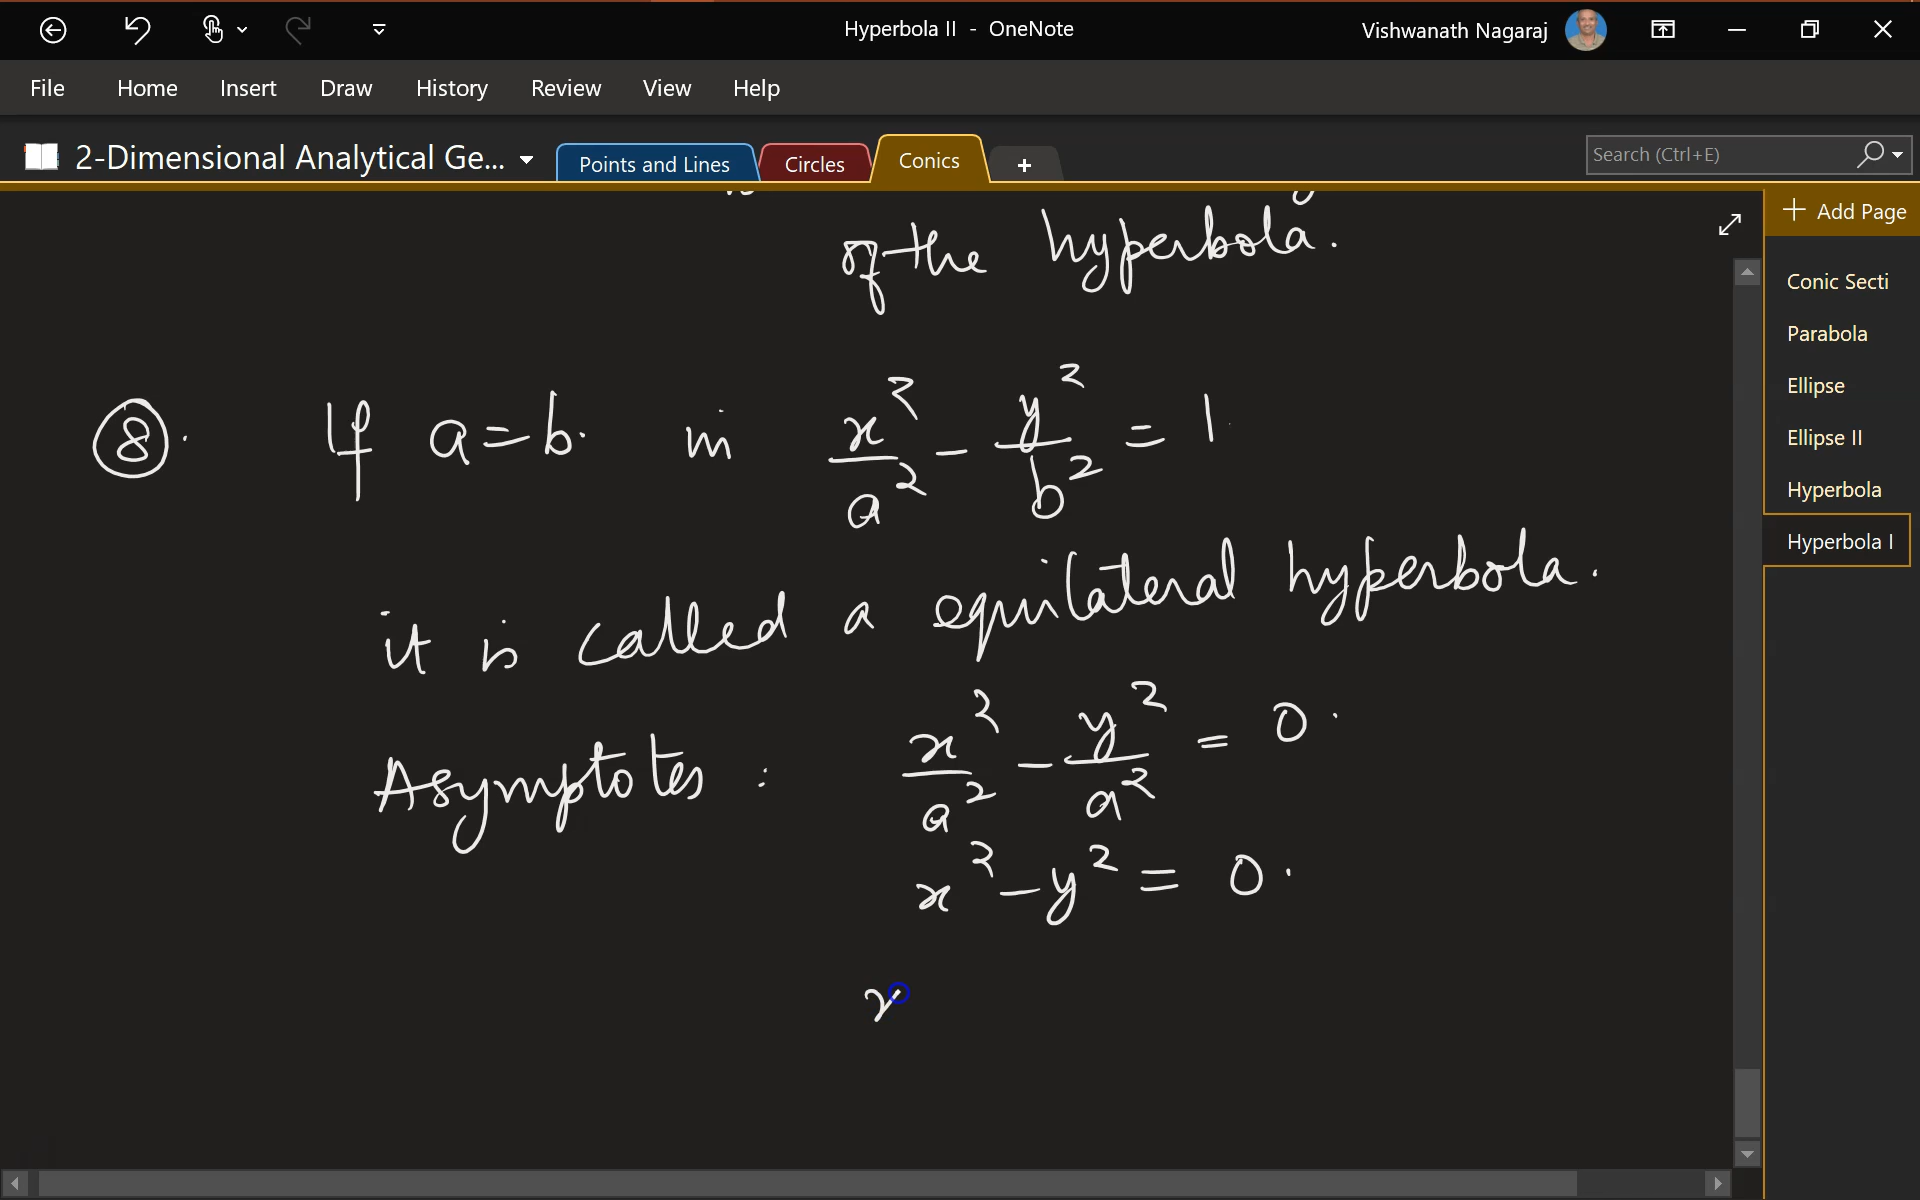 Hyperbola II - OneNote
Vishwanath Nagaraj
File Home Insert Draw History Review View Help
2-Dimensional Analytical Ge...
Points and Lines
Circles
Conics
+
Search (Ctrl+E)
+ Add Page
Conic Secti
Parabola
Ellipse
Ellipse II
Hyperbola
Hyperbola I
of the hyperbola.
⑧. If a=b. in x²/a² - y²/b² = 1.
it is called a equilateral hyperbola.
Asymptotes : x²/a² - y²/a² = 0.
x² - y² = 0.
x